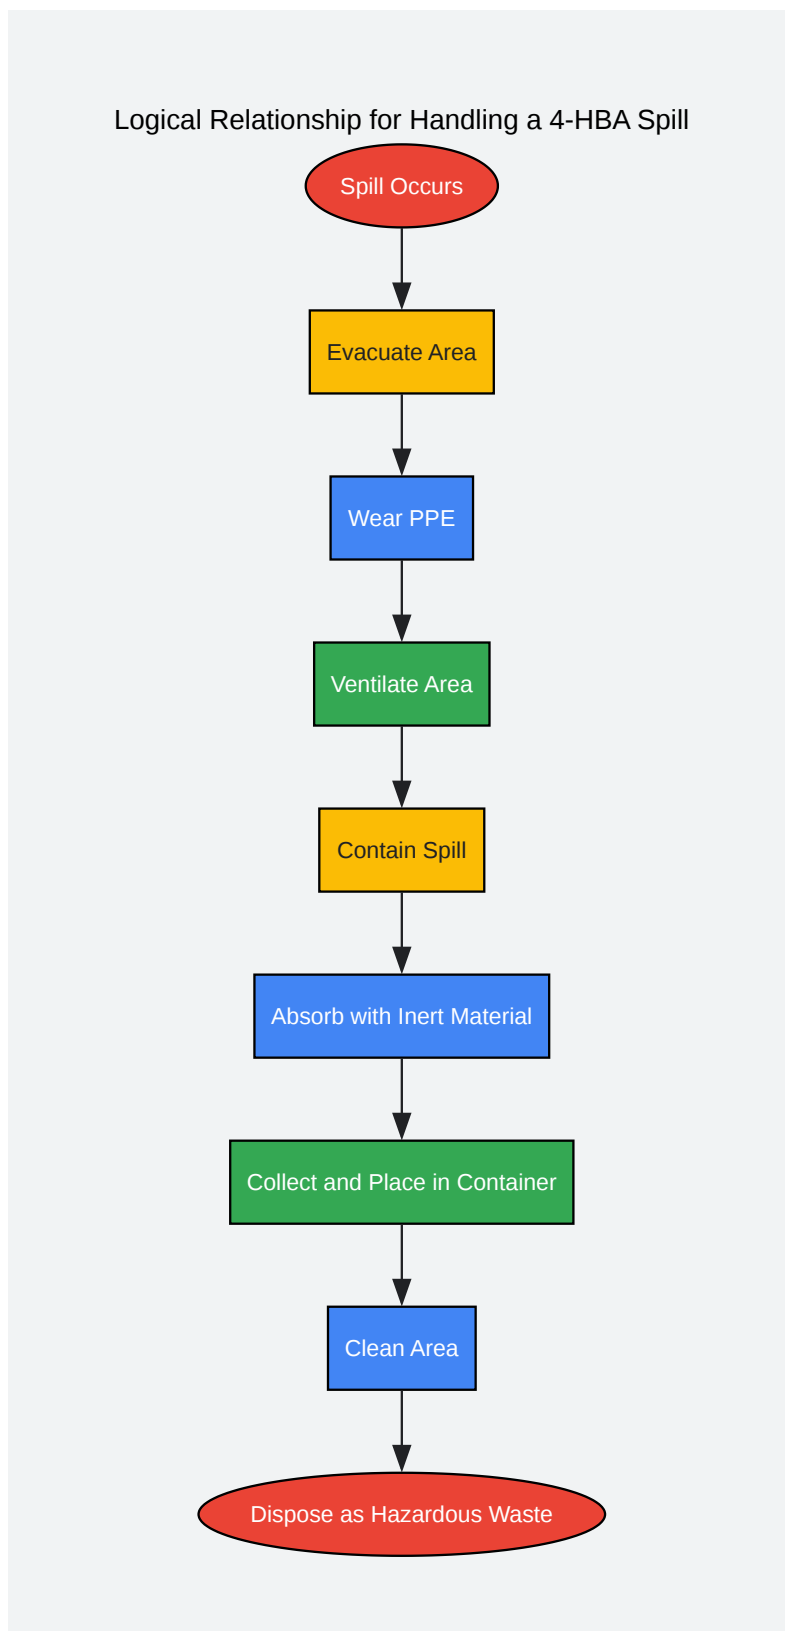 Logical Relationship for Handling a 4-HBA Spill
Spill Occurs
Evacuate Area
Wear PPE
Ventilate Area
Contain Spill
Absorb with Inert Material
Collect and Place in Container
Clean Area
Dispose as Hazardous Waste